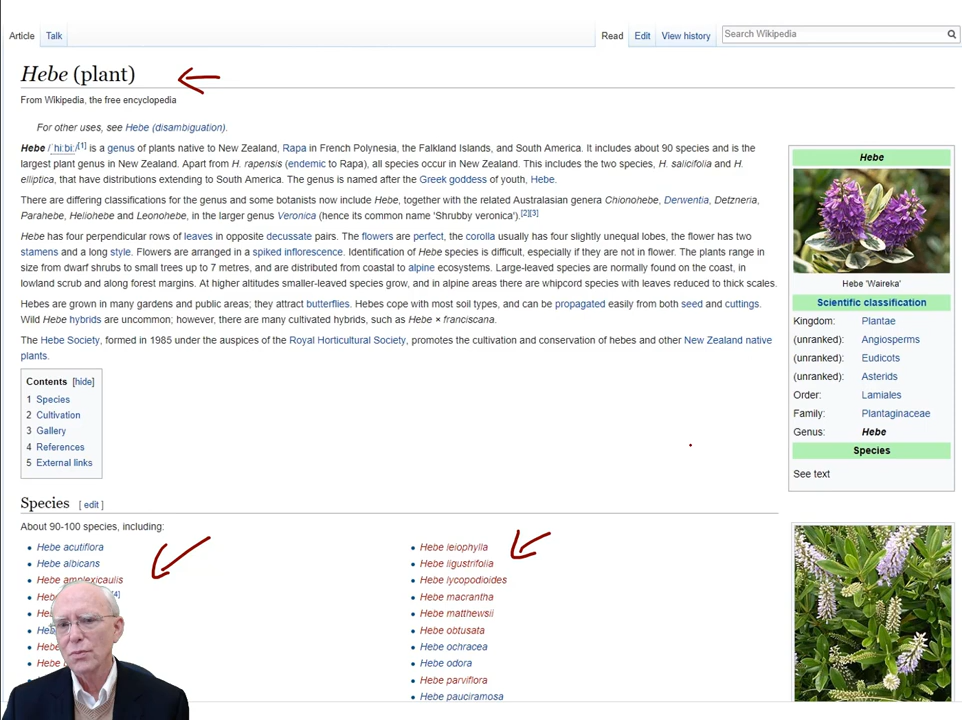 Article Talk Read Edit View history Search Wikipedia
Hebe (plant)
From Wikipedia, the free encyclopedia
For other uses, see Hebe (disambiguation).
Hebe /ˈhiːbiː/[1] is a genus of plants native to New Zealand, Rapa in French Polynesia, the Falkland Islands, and South America. It includes about 90 species and is the
largest plant genus in New Zealand. Apart from H. rapensis (endemic to Rapa), all species occur in New Zealand. This includes the two species, H. salicifolia and H.
elliptica, that have distributions extending to South America. The genus is named after the Greek goddess of youth, Hebe.
There are differing classifications for the genus and some botanists now include Hebe, together with the related Australasian genera Chionohebe, Derwentia, Detzneria,
Parahebe, Heliohebe and Leonohebe, in the larger genus Veronica (hence its common name 'Shrubby veronica').[2][3]
Hebe has four perpendicular rows of leaves in opposite decussate pairs. The flowers are perfect, the corolla usually has four slightly unequal lobes, the flower has two
stamens and a long style. Flowers are arranged in a spiked inflorescence. Identification of Hebe species is difficult, especially if they are not in flower. The plants range in
size from dwarf shrubs to small trees up to 7 metres, and are distributed from coastal to alpine ecosystems. Large-leaved species are normally found on the coast, in
lowland scrub and along forest margins. At higher altitudes smaller-leaved species grow, and in alpine areas there are whipcord species with leaves reduced to thick scales.
Hebes are grown in many gardens and public areas; they attract butterflies. Hebes cope with most soil types, and can be propagated easily from both seed and cuttings.
Wild Hebe hybrids are uncommon; however, there are many cultivated hybrids, such as Hebe × franciscana.
The Hebe Society, formed in 1985 under the auspices of the Royal Horticultural Society, promotes the cultivation and conservation of hebes and other New Zealand native
plants.
Contents [hide]
1 Species
2 Cultivation
3 Gallery
4 References
5 External links
Species [ edit ]
About 90-100 species, including:
Hebe acutiflora
Hebe albicans
Hebe amplexicaulis
[4]
Hebe leiophylla
Hebe ligustrifolia
Hebe lycopodioides
Hebe macrantha
Hebe matthewsii
Hebe obtusata
Hebe ochracea
Hebe odora
Hebe parviflora
Hebe pauciramosa
Hebe
Hebe 'Waireka'
Scientific classification
Kingdom: Plantae
(unranked): Angiosperms
(unranked): Eudicots
(unranked): Asterids
Order: Lamiales
Family: Plantaginaceae
Genus: Hebe
Species
See text